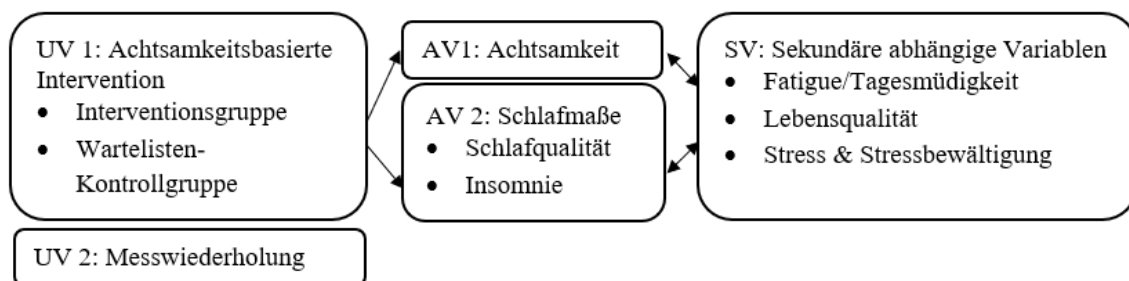 UV 1: Achtsamkeitsbasierte
Intervention
• Interventionsgruppe
• Wartelisten-
Kontrollgruppe
UV 2: Messwiederholung
AV1: Achtsamkeit
AV 2: Schlafmaße
• Schlafqualität
• Insomnie
SV: Sekundäre abhängige Variablen
• Fatigue/Tagesmüdigkeit
• Lebensqualität
• Stress & Stressbewältigung